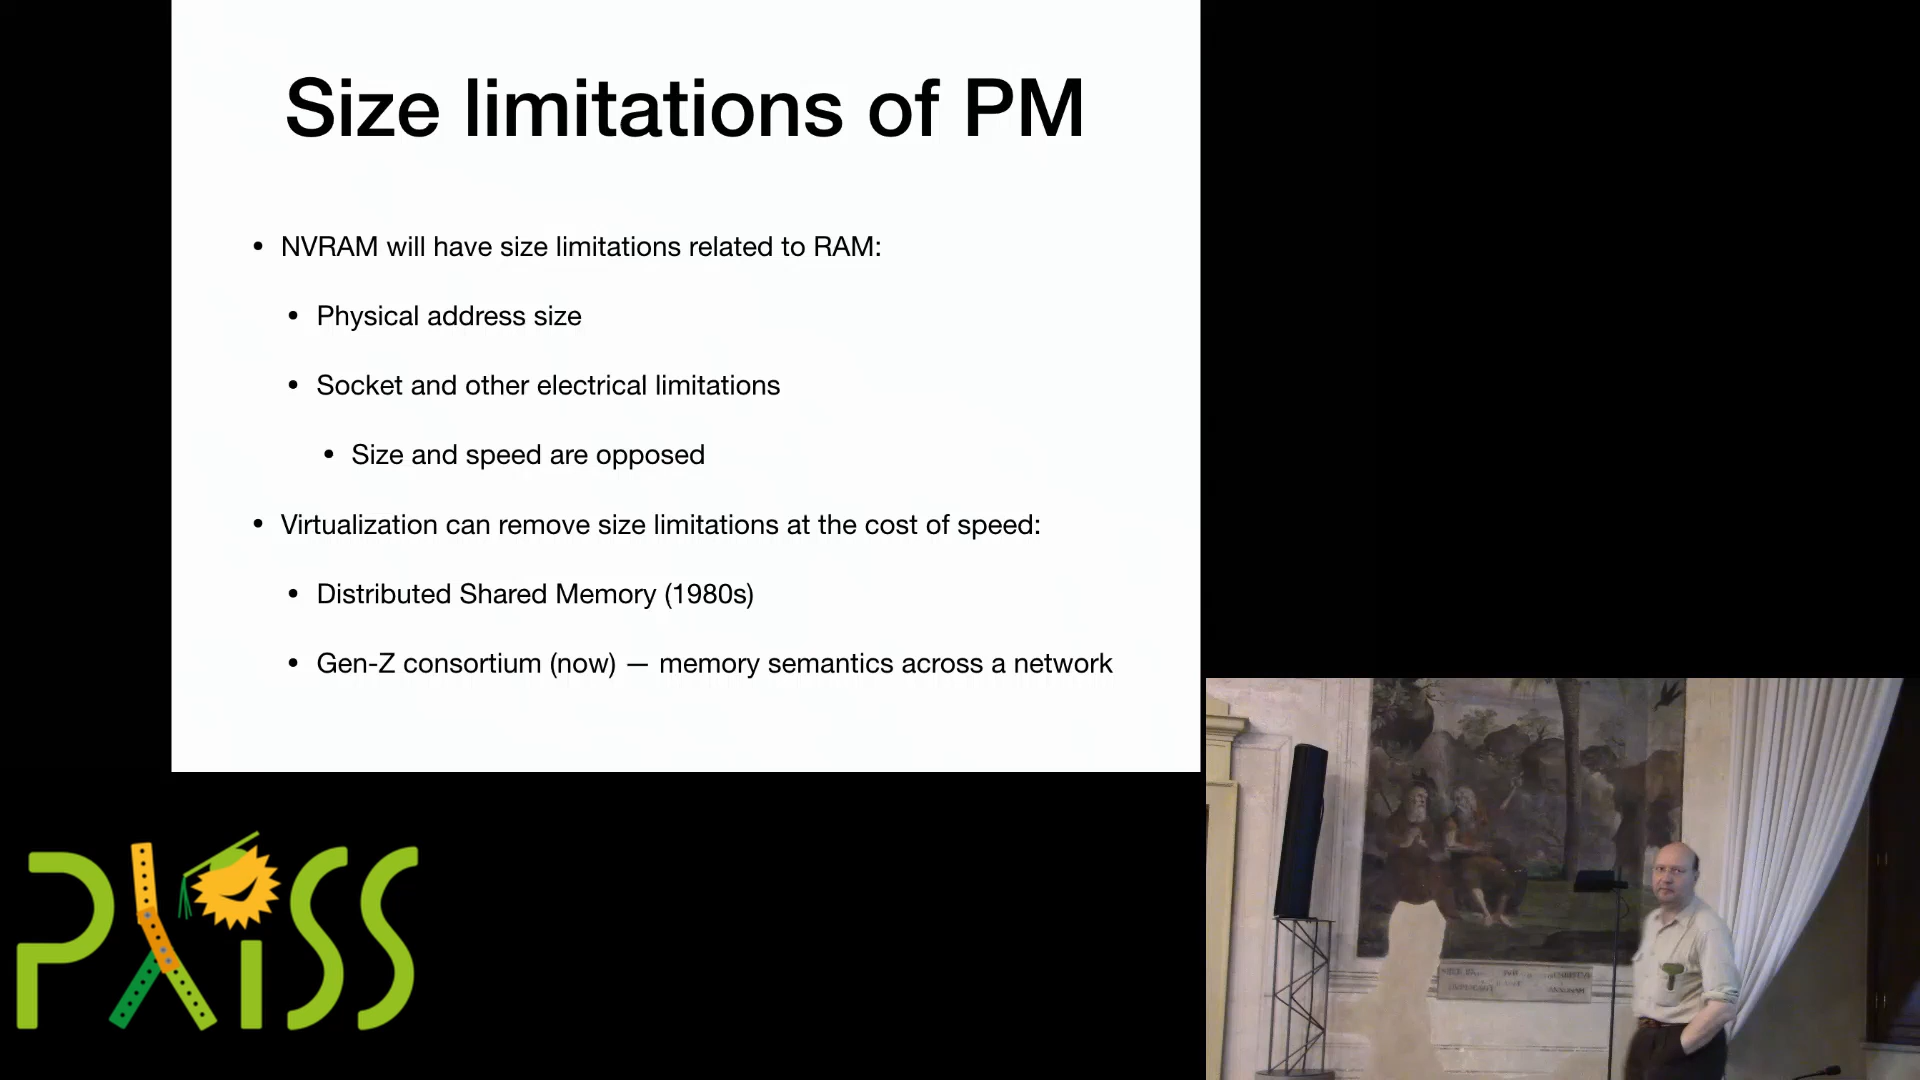 Size limitations of PM
• NVRAM will have size limitations related to RAM:
• Physical address size
• Socket and other electrical limitations
• Size and speed are opposed
• Virtualization can remove size limitations at the cost of speed:
• Distributed Shared Memory (1980s)
• Gen-Z consortium (now) — memory semantics across a network
PXISS